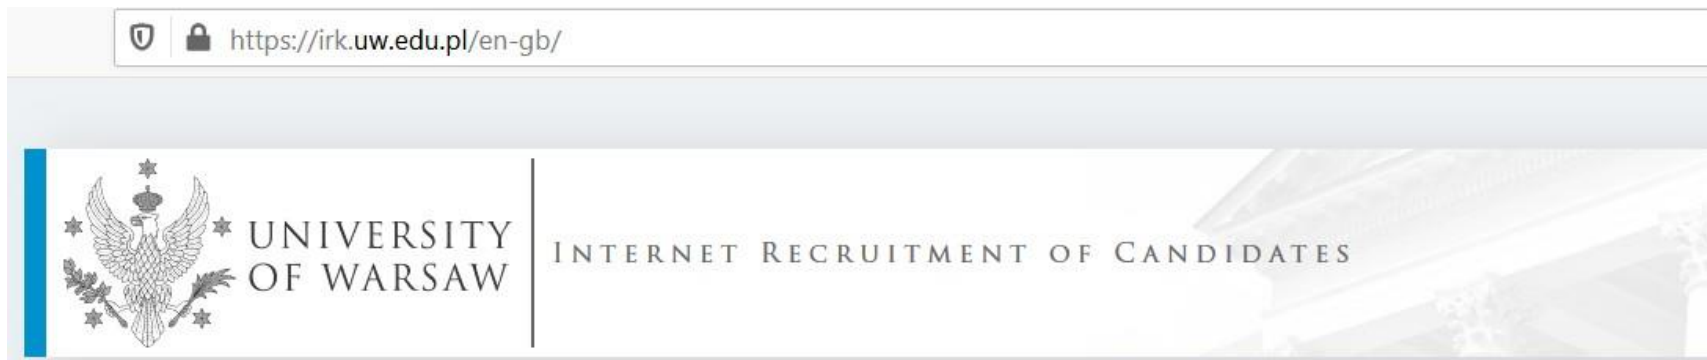 https://irk.uw.edu.pl/en-gb/
UNIVERSITY
OF WARSAW
INTERNET RECRUITMENT OF CANDIDATES